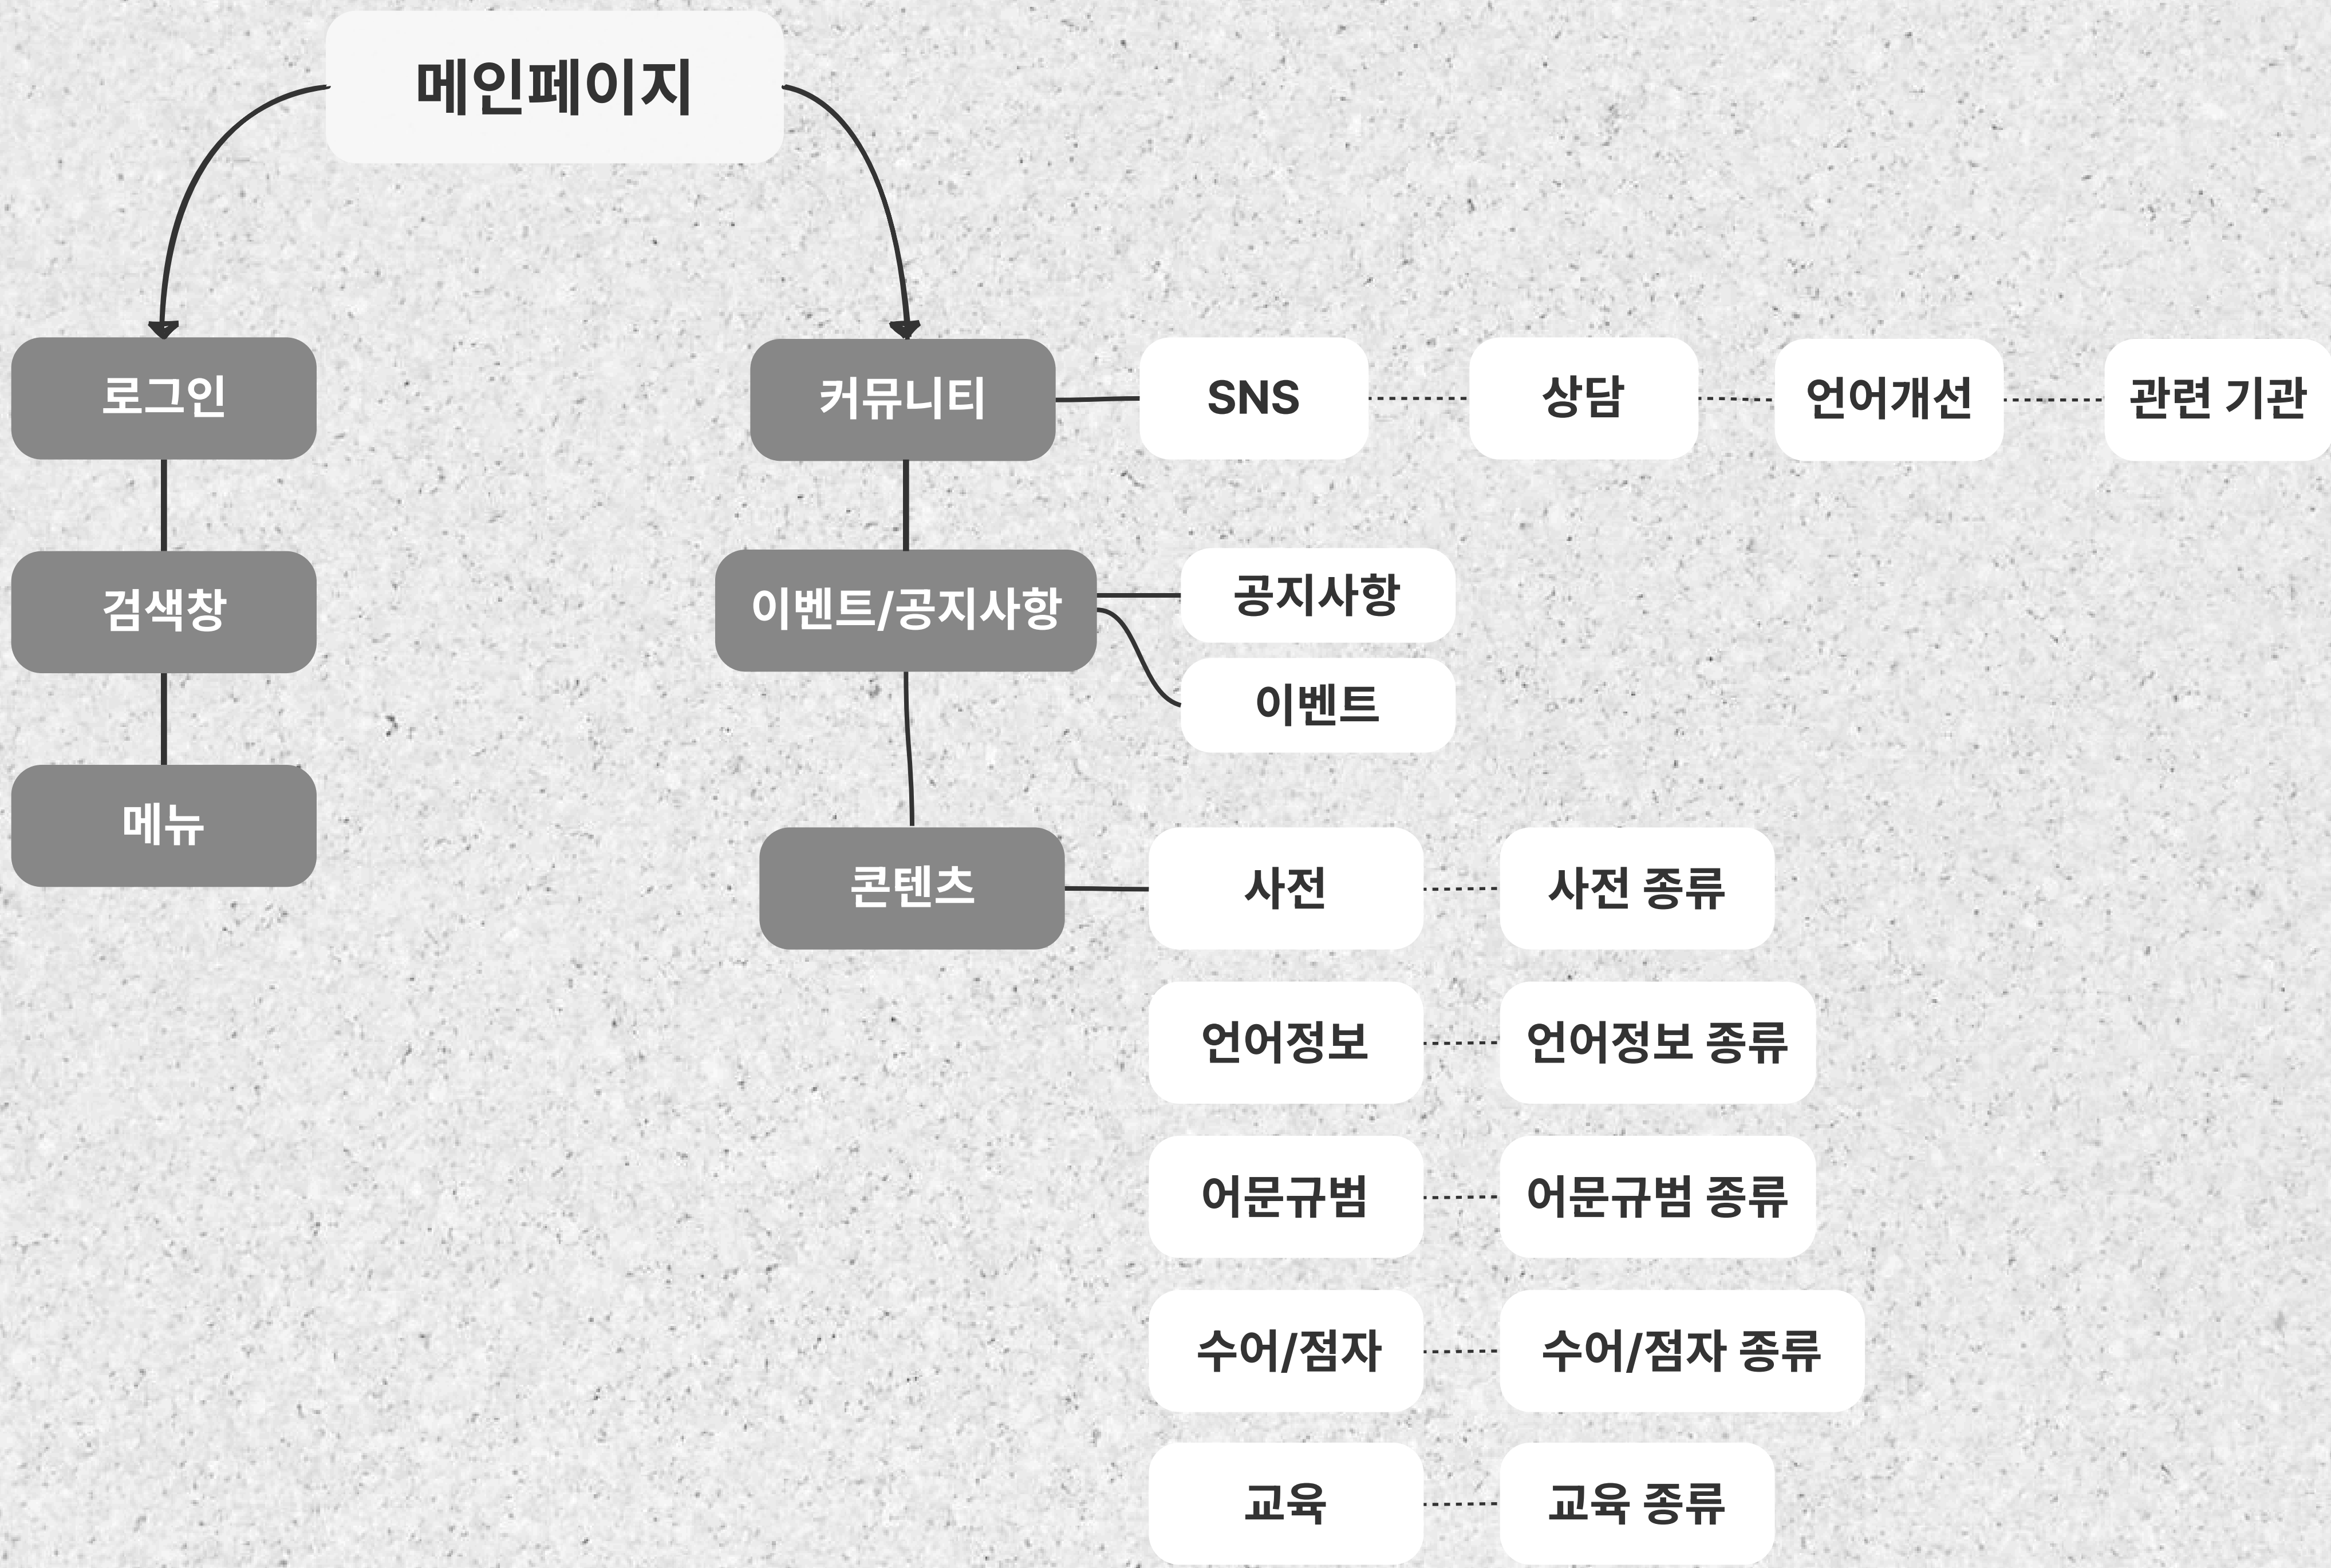 메인페이지
로그인
검색창
메뉴
커뮤니티
SNS
상담
언어개선
관련 기관
이벤트/공지사항
공지사항
이벤트
콘텐츠
사전
사전 종류
언어정보
언어정보 종류
어문규범
어문규범 종류
수어/점자
수어/점자 종류
교육
교육 종류